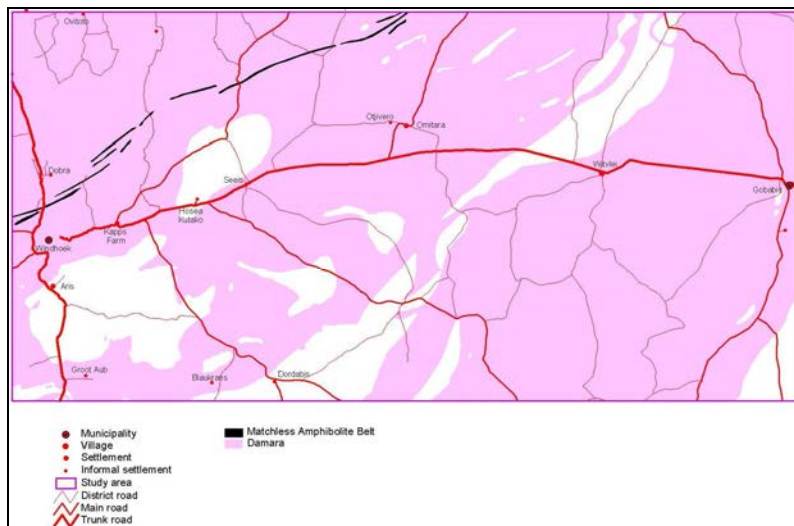 Ovitoto
Otjivero
Omitara
Dobra
Seeis
Witvlei
Gobabis
Hosea
Kutako
Kapps
Farm
Windhoek
Aris
Groot Aub
Blaukrans
Dordabis
Municipality
Village
Settlement
Informal settlement
Study area
District road
Main road
Trunk road
Matchless Amphibolite Belt
Damara